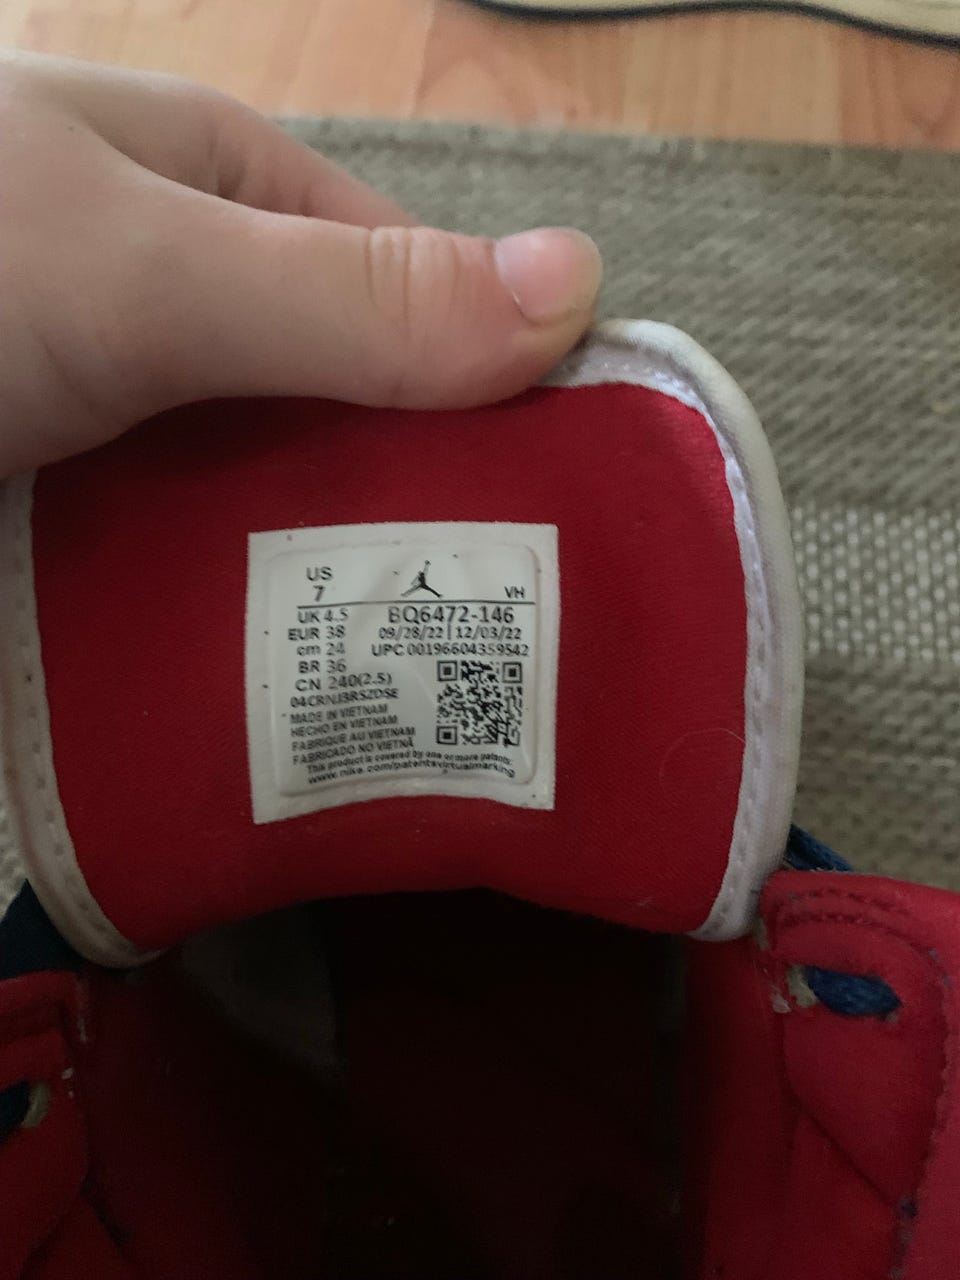 US
7
VH
UK 4.5
BQ6472-146
EUR 38
09/28/22 | 12/03/22
cm 24
UPC 00196604359542
BR 36
CN 240(2.5)
04CRNJ3RSZDSE
MADE IN VIETNAM
HECHO EN VIETNAM
FABRIQUE AU VIETNAM
FABRICADO NO VIETNÃ
This product is covered by one or more patents:
www.nike.com/patentsvirtualmarking